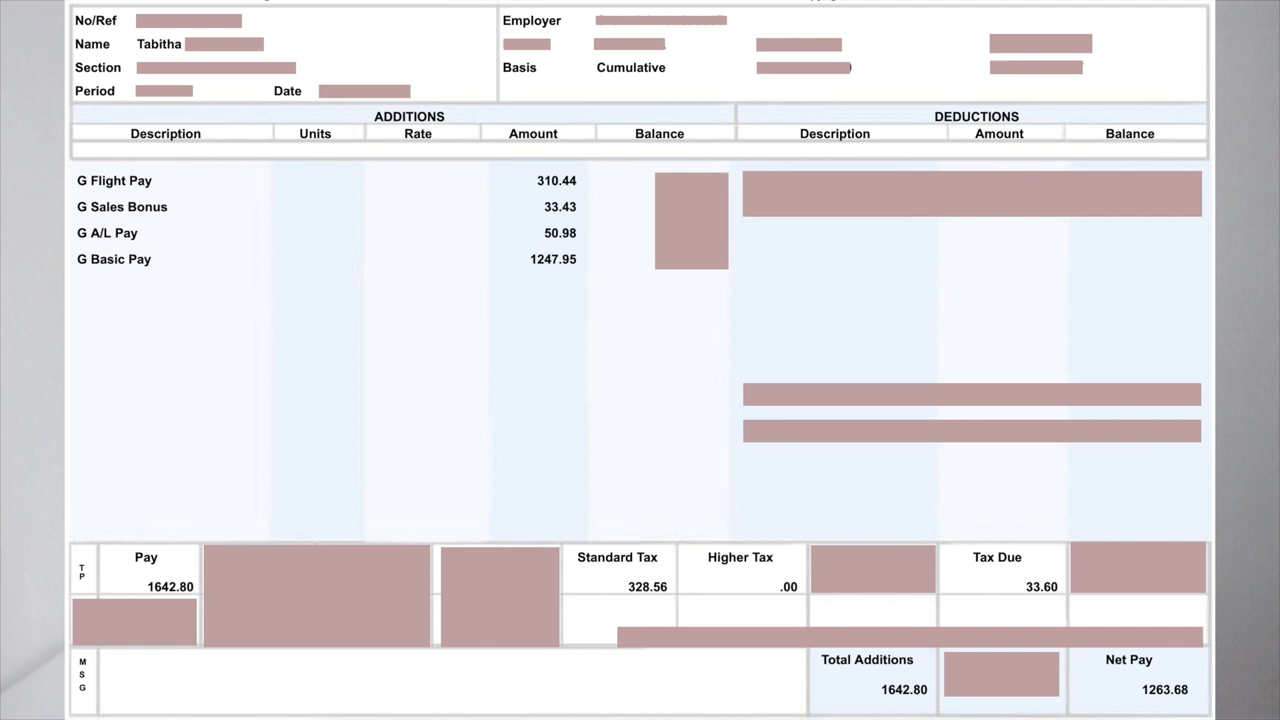 No/Ref
Employer
Name Tabitha
Section
Basis Cumulative
Period Date
ADDITIONS DEDUCTIONS
Description Units Rate Amount Balance Description Amount Balance
G Flight Pay 310.44
G Sales Bonus 33.43
G A/L Pay 50.98
G Basic Pay 1247.95
TP Pay Standard Tax Higher Tax Tax Due
1642.80 328.56 .00 33.60
MSG Total Additions Net Pay
1642.80 1263.68